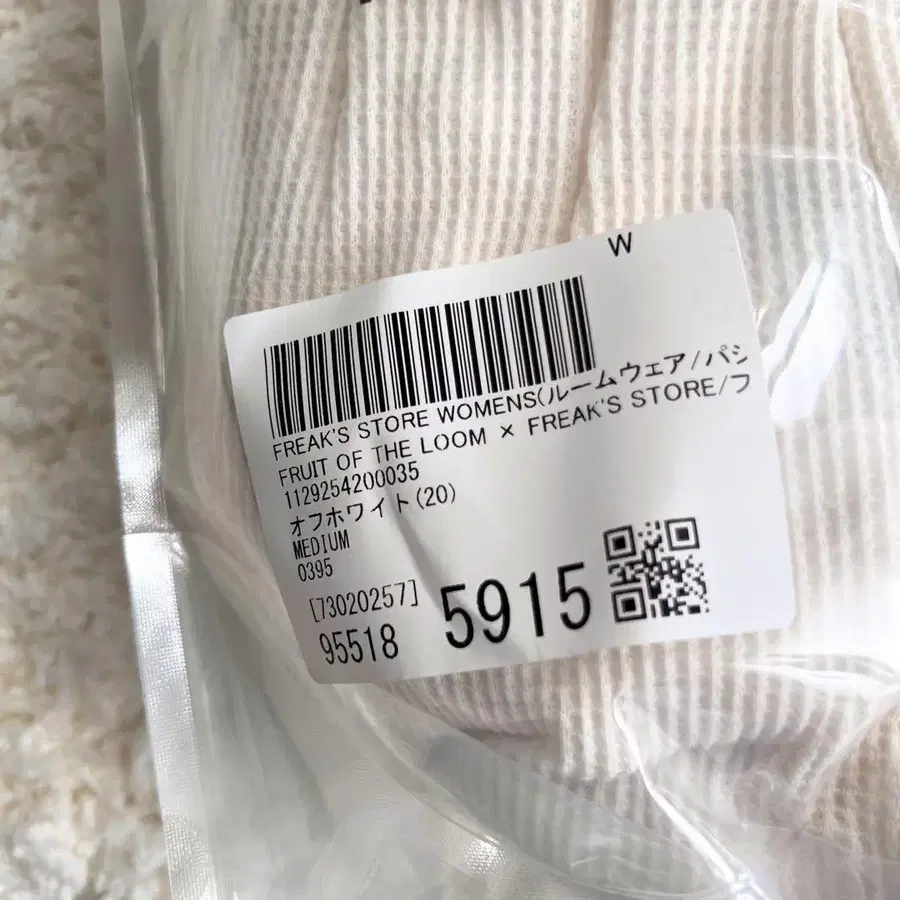 W
FREAK'S STORE WOMENS(ルームウェア/パシ
FRUIT OF THE LOOM × FREAK'S STORE/フ
1129254200035
オフホワイト(20)
MEDIUM
0395
[73020257]
95518 5915